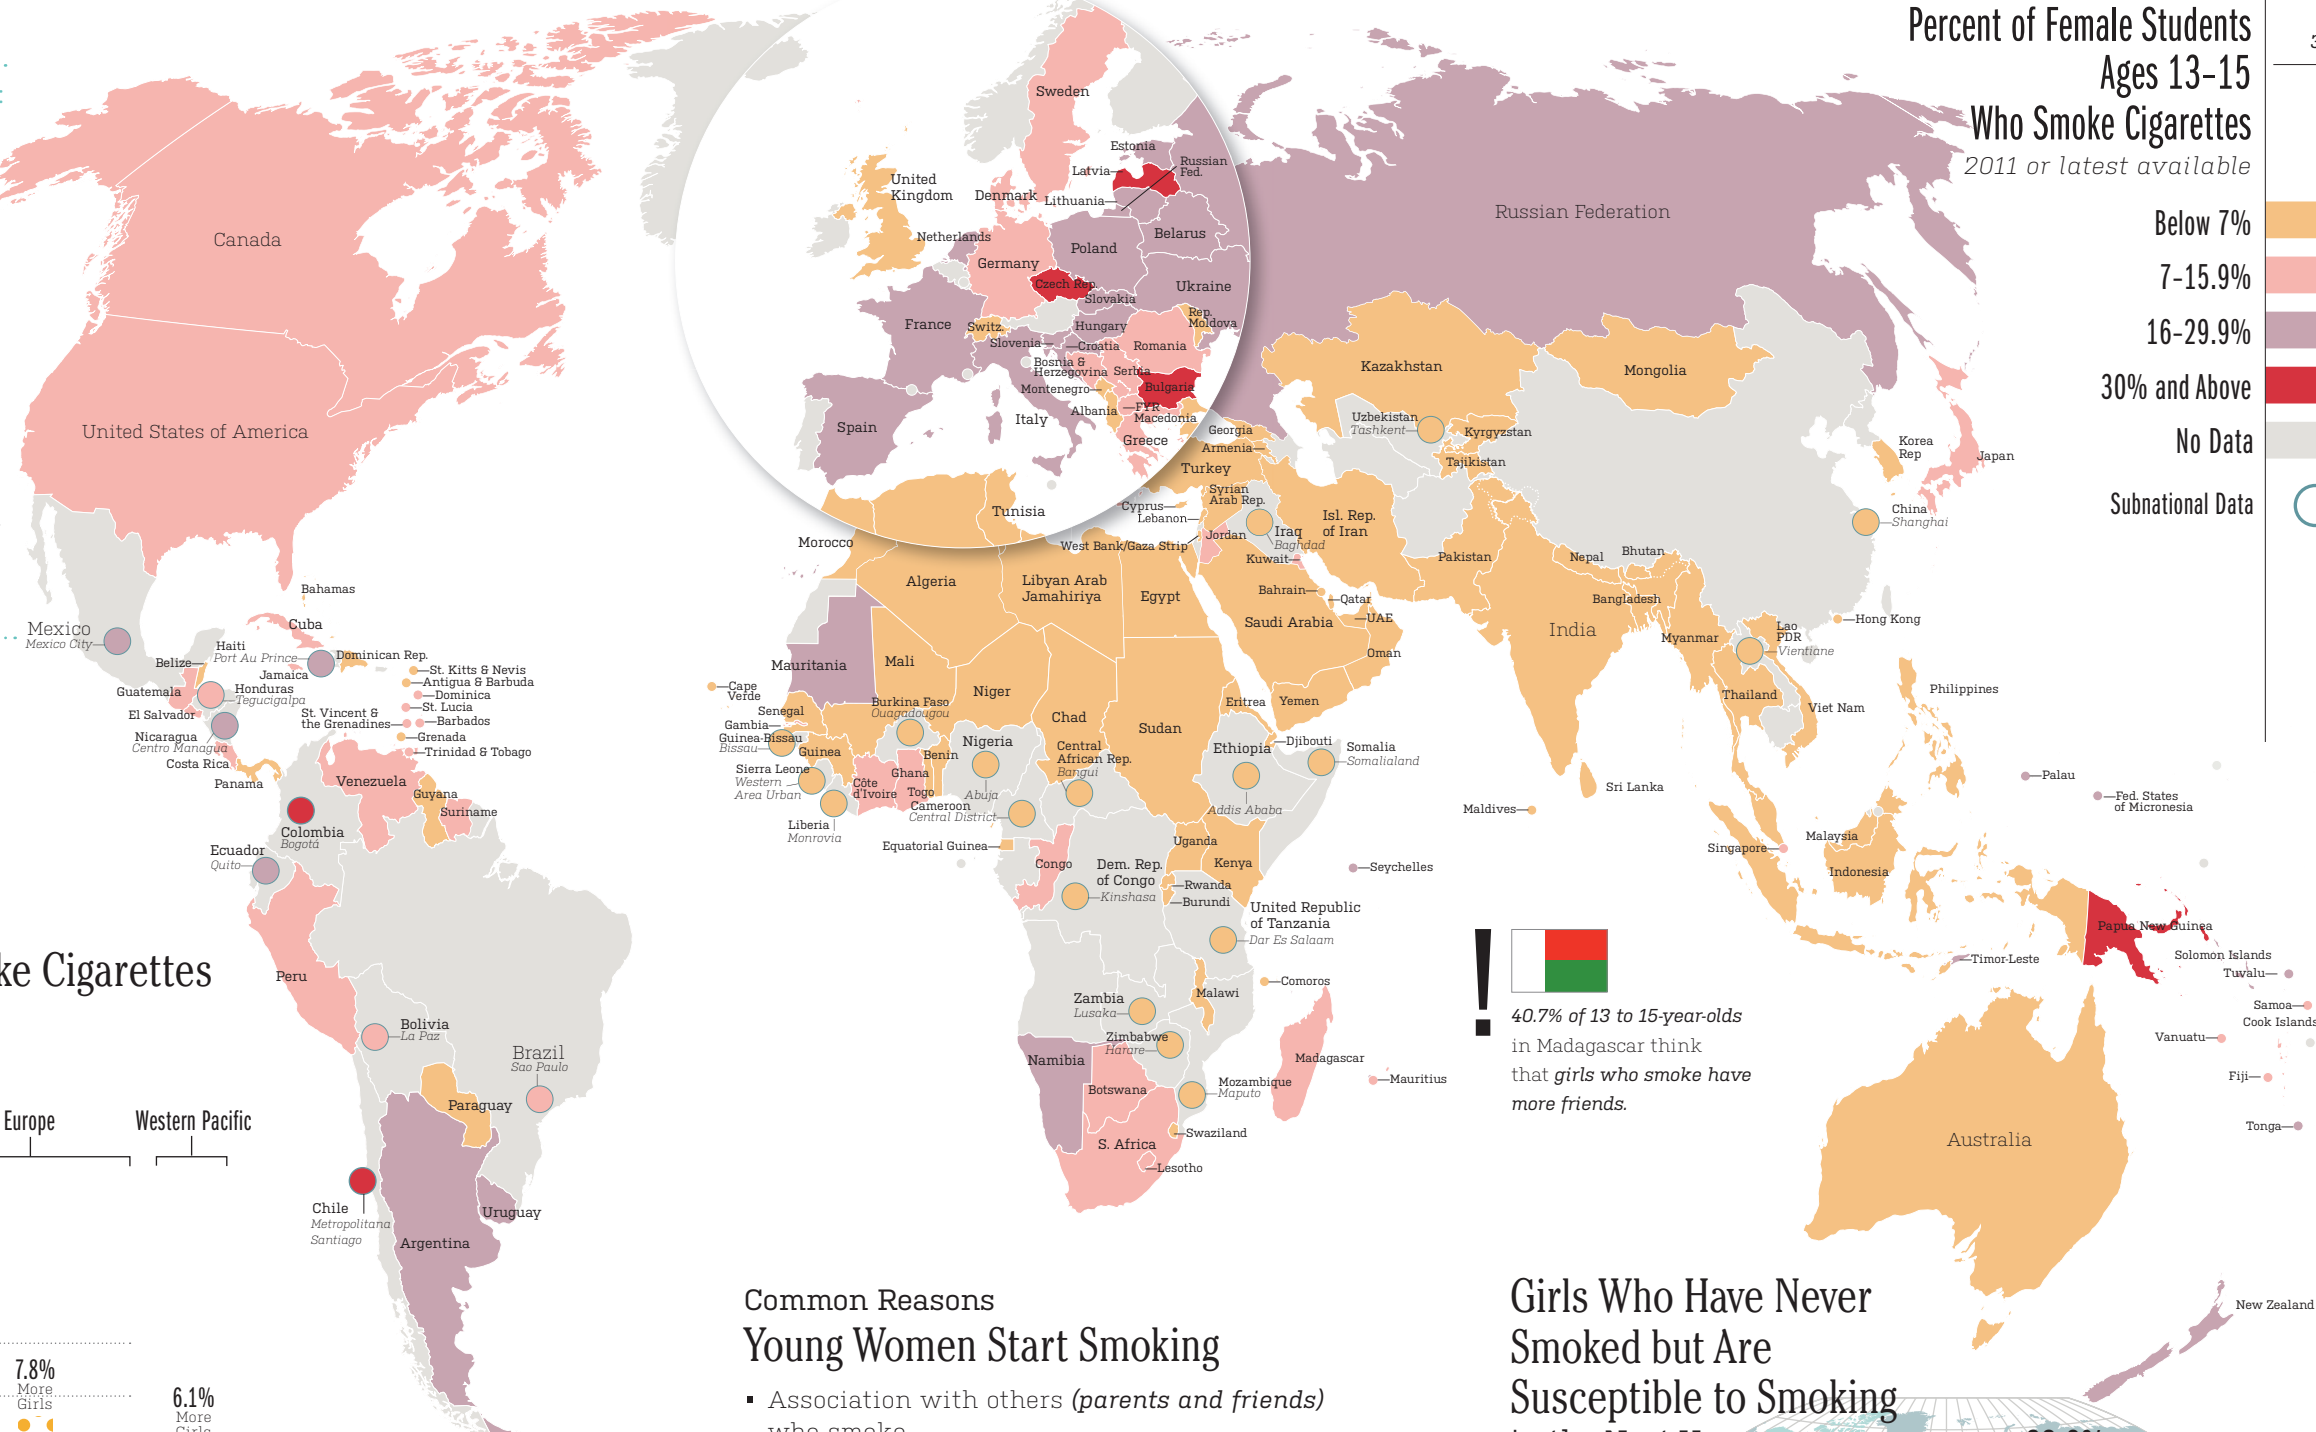 Percent of Female Students
Ages 13–15
Who Smoke Cigarettes
2011 or latest available
Below 7%
7–15.9%
16–29.9%
30% and Above
No Data
Subnational Data
Canada
United States of America
Mexico
Mexico City
Bahamas
Cuba
Haiti
Port Au Prince
Dominican Rep.
Belize
Jamaica
Guatemala
Honduras
Tegucigalpa
El Salvador
Nicaragua
Centro Managua
Costa Rica
Panama
St. Kitts & Nevis
Antigua & Barbuda
Dominica
St. Lucia
St. Vincent &
the Grenadines
Barbados
Grenada
Trinidad & Tobago
Venezuela
Guyana
Suriname
Colombia
Bogotá
Ecuador
Quito
Peru
Bolivia
La Paz
Brazil
Sao Paulo
Paraguay
Chile
Metropolitana
Santiago
Uruguay
Argentina
Sweden
Estonia
Latvia
Russian
Fed.
Lithuania
United
Kingdom
Denmark
Netherlands
Germany
Poland
Belarus
Czech Rep.
Slovakia
Ukraine
France
Switz.
Hungary
Rep.
Moldova
Slovenia
Croatia
Romania
Bosnia &
Herzegovina
Serbia
Montenegro
Bulgaria
Albania
FYR
Macedonia
Italy
Spain
Greece
Russian Federation
Kazakhstan
Mongolia
Uzbekistan
Tashkent
Kyrgyzstan
Tajikistan
Georgia
Armenia
Turkey
Syrian
Arab Rep.
Cyprus
Lebanon
West Bank/Gaza Strip
Jordan
Iraq
Baghdad
Kuwait
Isl. Rep.
of Iran
Bahrain
Qatar
UAE
Saudi Arabia
Oman
Yemen
Pakistan
Nepal
Bhutan
Bangladesh
India
Myanmar
Lao
PDR
Vientiane
Thailand
Viet Nam
Hong Kong
Korea
Rep
Japan
China
Shanghai
Philippines
Sri Lanka
Maldives
Malaysia
Singapore
Indonesia
Palau
Fed. States
of Micronesia
Papua New Guinea
Solomon Islands
Timor-Leste
Tuvalu
Samoa
Cook Islands
Vanuatu
Fiji
Tonga
Australia
New Zealand
Morocco
Tunisia
Algeria
Libyan Arab
Jamahiriya
Egypt
Mauritania
Mali
Niger
Chad
Sudan
Eritrea
Cape
Verde
Senegal
Gambia
Guinea-Bissau
Bissau
Guinea
Burkina Faso
Ouagadougou
Sierra Leone
Western
Area Urban
Liberia
Monrovia
Côte
d'Ivoire
Ghana
Togo
Benin
Nigeria
Abuja
Cameroon
Central District
Central
African Rep.
Bangui
Ethiopia
Addis Ababa
Djibouti
Somalia
Somalialand
Equatorial Guinea
Congo
Dem. Rep.
of Congo
Kinshasa
Uganda
Kenya
Rwanda
Burundi
Seychelles
United Republic
of Tanzania
Dar Es Salaam
Comoros
Malawi
Zambia
Lusaka
Zimbabwe
Harare
Mozambique
Maputo
Madagascar
Mauritius
Namibia
Botswana
S. Africa
Swaziland
Lesotho
!
40.7% of 13 to 15-year-olds
in Madagascar think
that girls who smoke have
more friends.
ke Cigarettes
Europe
Western Pacific
7.8%
More
Girls
6.1%
More
Girls
Common Reasons
Young Women Start Smoking
▪ Association with others (parents and friends)
who smoke
Girls Who Have Never
Smoked but Are
Susceptible to Smoking